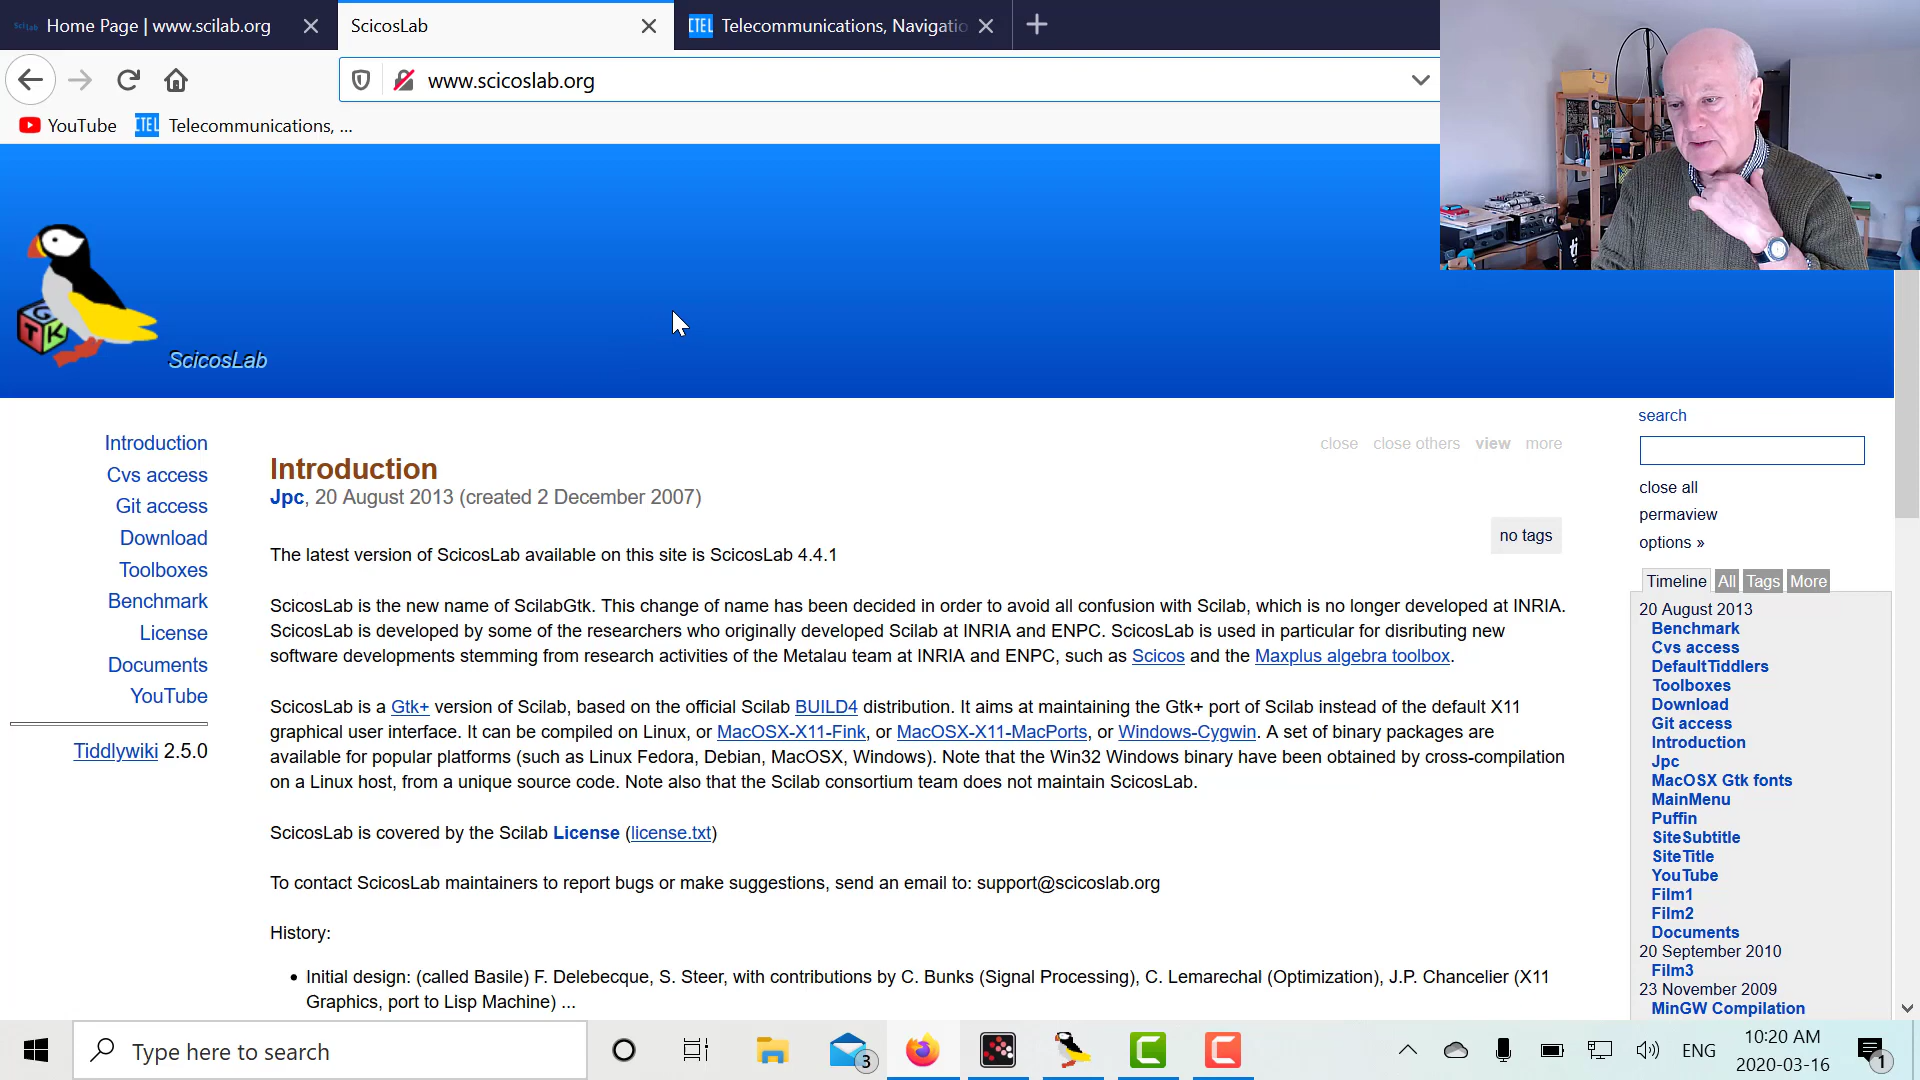 Home Page | www.scilab.org
ScicosLab
CTEL Telecommunications, Navigatio
www.scicoslab.org
YouTube
CTEL Telecommunications, ...
GTK
ScicosLab
Introduction
Cvs access
Git access
Download
Toolboxes
Benchmark
License
Documents
YouTube
Tiddlywiki 2.5.0
close close others view more
Introduction
Jpc, 20 August 2013 (created 2 December 2007)
no tags
The latest version of ScicosLab available on this site is ScicosLab 4.4.1
ScicosLab is the new name of ScilabGtk. This change of name has been decided in order to avoid all confusion with Scilab, which is no longer developed at INRIA.
ScicosLab is developed by some of the researchers who originally developed Scilab at INRIA and ENPC. ScicosLab is used in particular for disributing new
software developments stemming from research activities of the Metalau team at INRIA and ENPC, such as Scicos and the Maxplus algebra toolbox.
ScicosLab is a Gtk+ version of Scilab, based on the official Scilab BUILD4 distribution. It aims at maintaining the Gtk+ port of Scilab instead of the default X11
graphical user interface. It can be compiled on Linux, or MacOSX-X11-Fink, or MacOSX-X11-MacPorts, or Windows-Cygwin. A set of binary packages are
available for popular platforms (such as Linux Fedora, Debian, MacOSX, Windows). Note that the Win32 Windows binary have been obtained by cross-compilation
on a Linux host, from a unique source code. Note also that the Scilab consortium team does not maintain ScicosLab.
ScicosLab is covered by the Scilab License (license.txt)
To contact ScicosLab maintainers to report bugs or make suggestions, send an email to: support@scicoslab.org
History:
• Initial design: (called Basile) F. Delebecque, S. Steer, with contributions by C. Bunks (Signal Processing), C. Lemarechal (Optimization), J.P. Chancelier (X11
Graphics, port to Lisp Machine) ...
search
close all
permaview
options »
Timeline All Tags More
20 August 2013
Benchmark
Cvs access
DefaultTiddlers
Toolboxes
Download
Git access
Introduction
Jpc
MacOSX Gtk fonts
MainMenu
Puffin
SiteSubtitle
SiteTitle
YouTube
Film1
Film2
Documents
20 September 2010
Film3
23 November 2009
MinGW Compilation
Type here to search
3
ENG
10:20 AM
2020-03-16
1